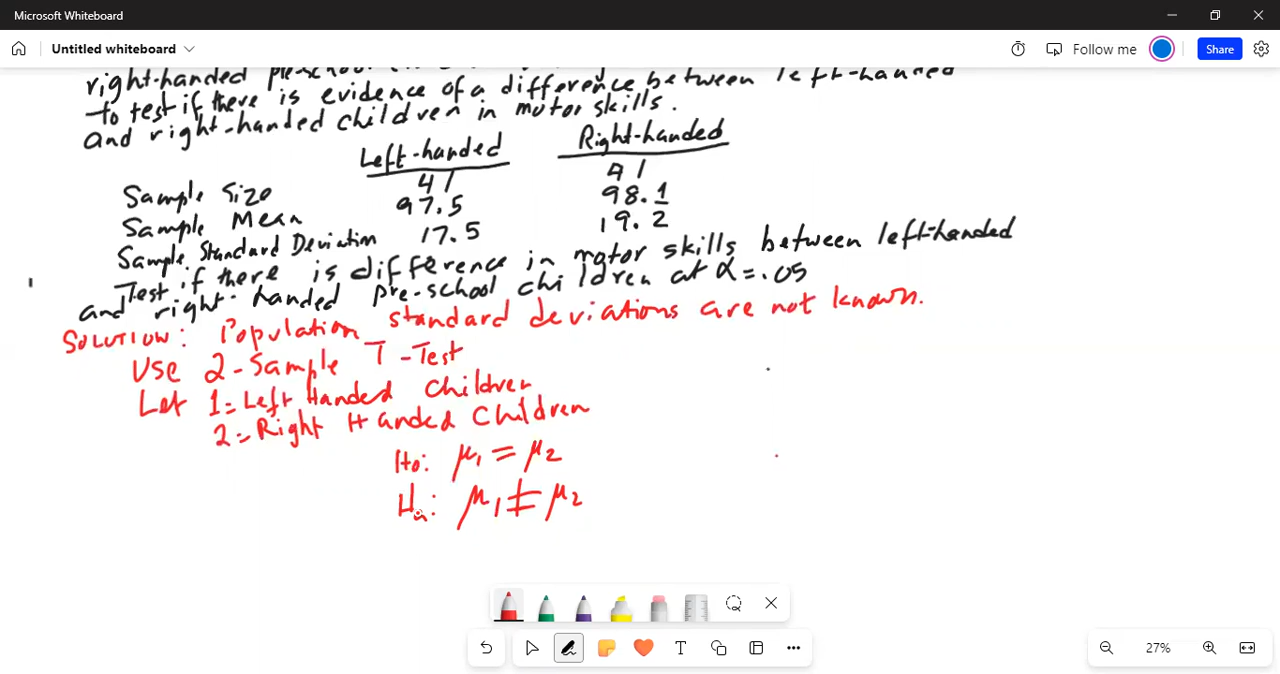 Microsoft Whiteboard
Untitled whiteboard
Follow me
Share
right-handed pre-school
to test if there is evidence of a difference between left-handed
and right-handed children in motor skills.
Left-handed Right-handed
Sample Size 41 41
Sample Mean 97.5 98.1
Sample Standard Deviation 17.5 19.2
Test if there is difference in motor skills between left-handed
and right-handed pre-school children at α = .05
SOLUTION: Population standard deviations are not known.
USE 2-Sample T-Test
Let 1 = Left Handed Children
2 = Right Handed Children
Ho: μ1 = μ2
Ha: μ1 ≠ μ2
T
27%